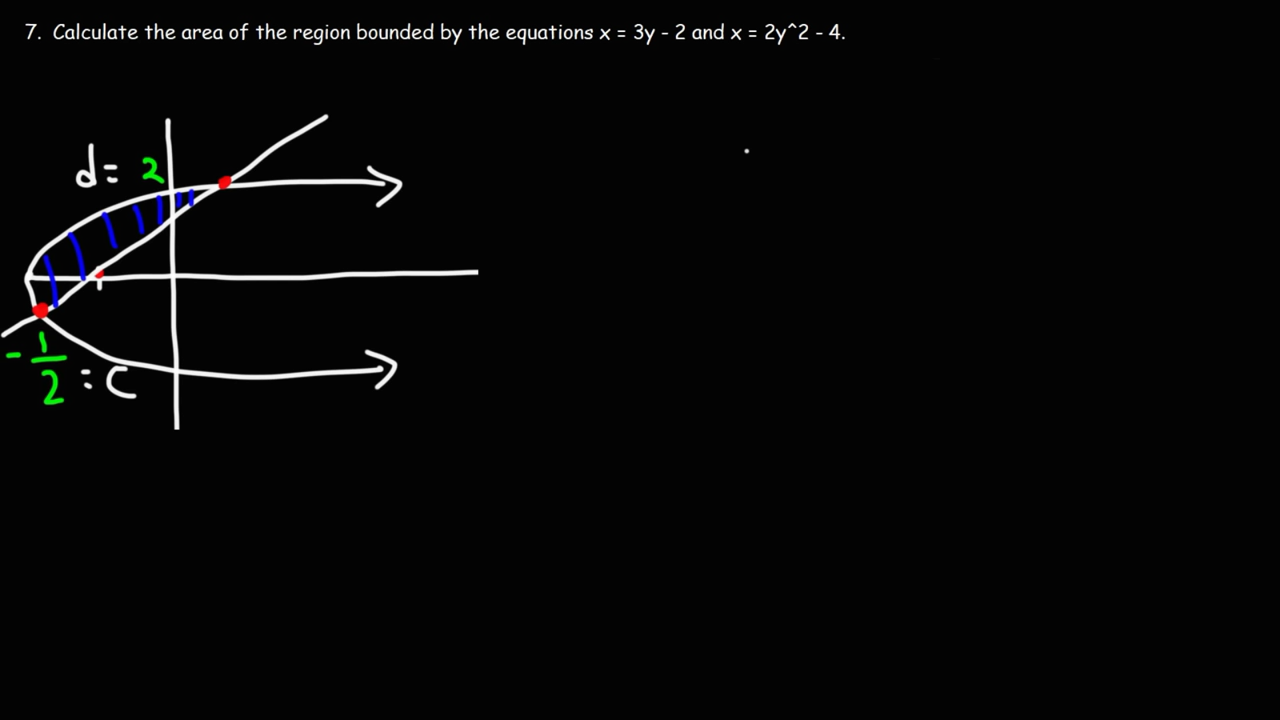 7. Calculate the area of the region bounded by the equations x = 3y - 2 and x = 2y^2 - 4.
d = 2
- 1/2 = C